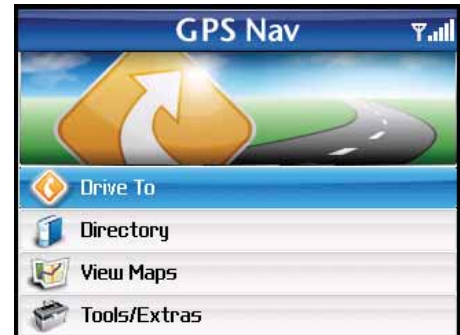 GPS Nav
Drive To
Directory
View Maps
Tools/Extras